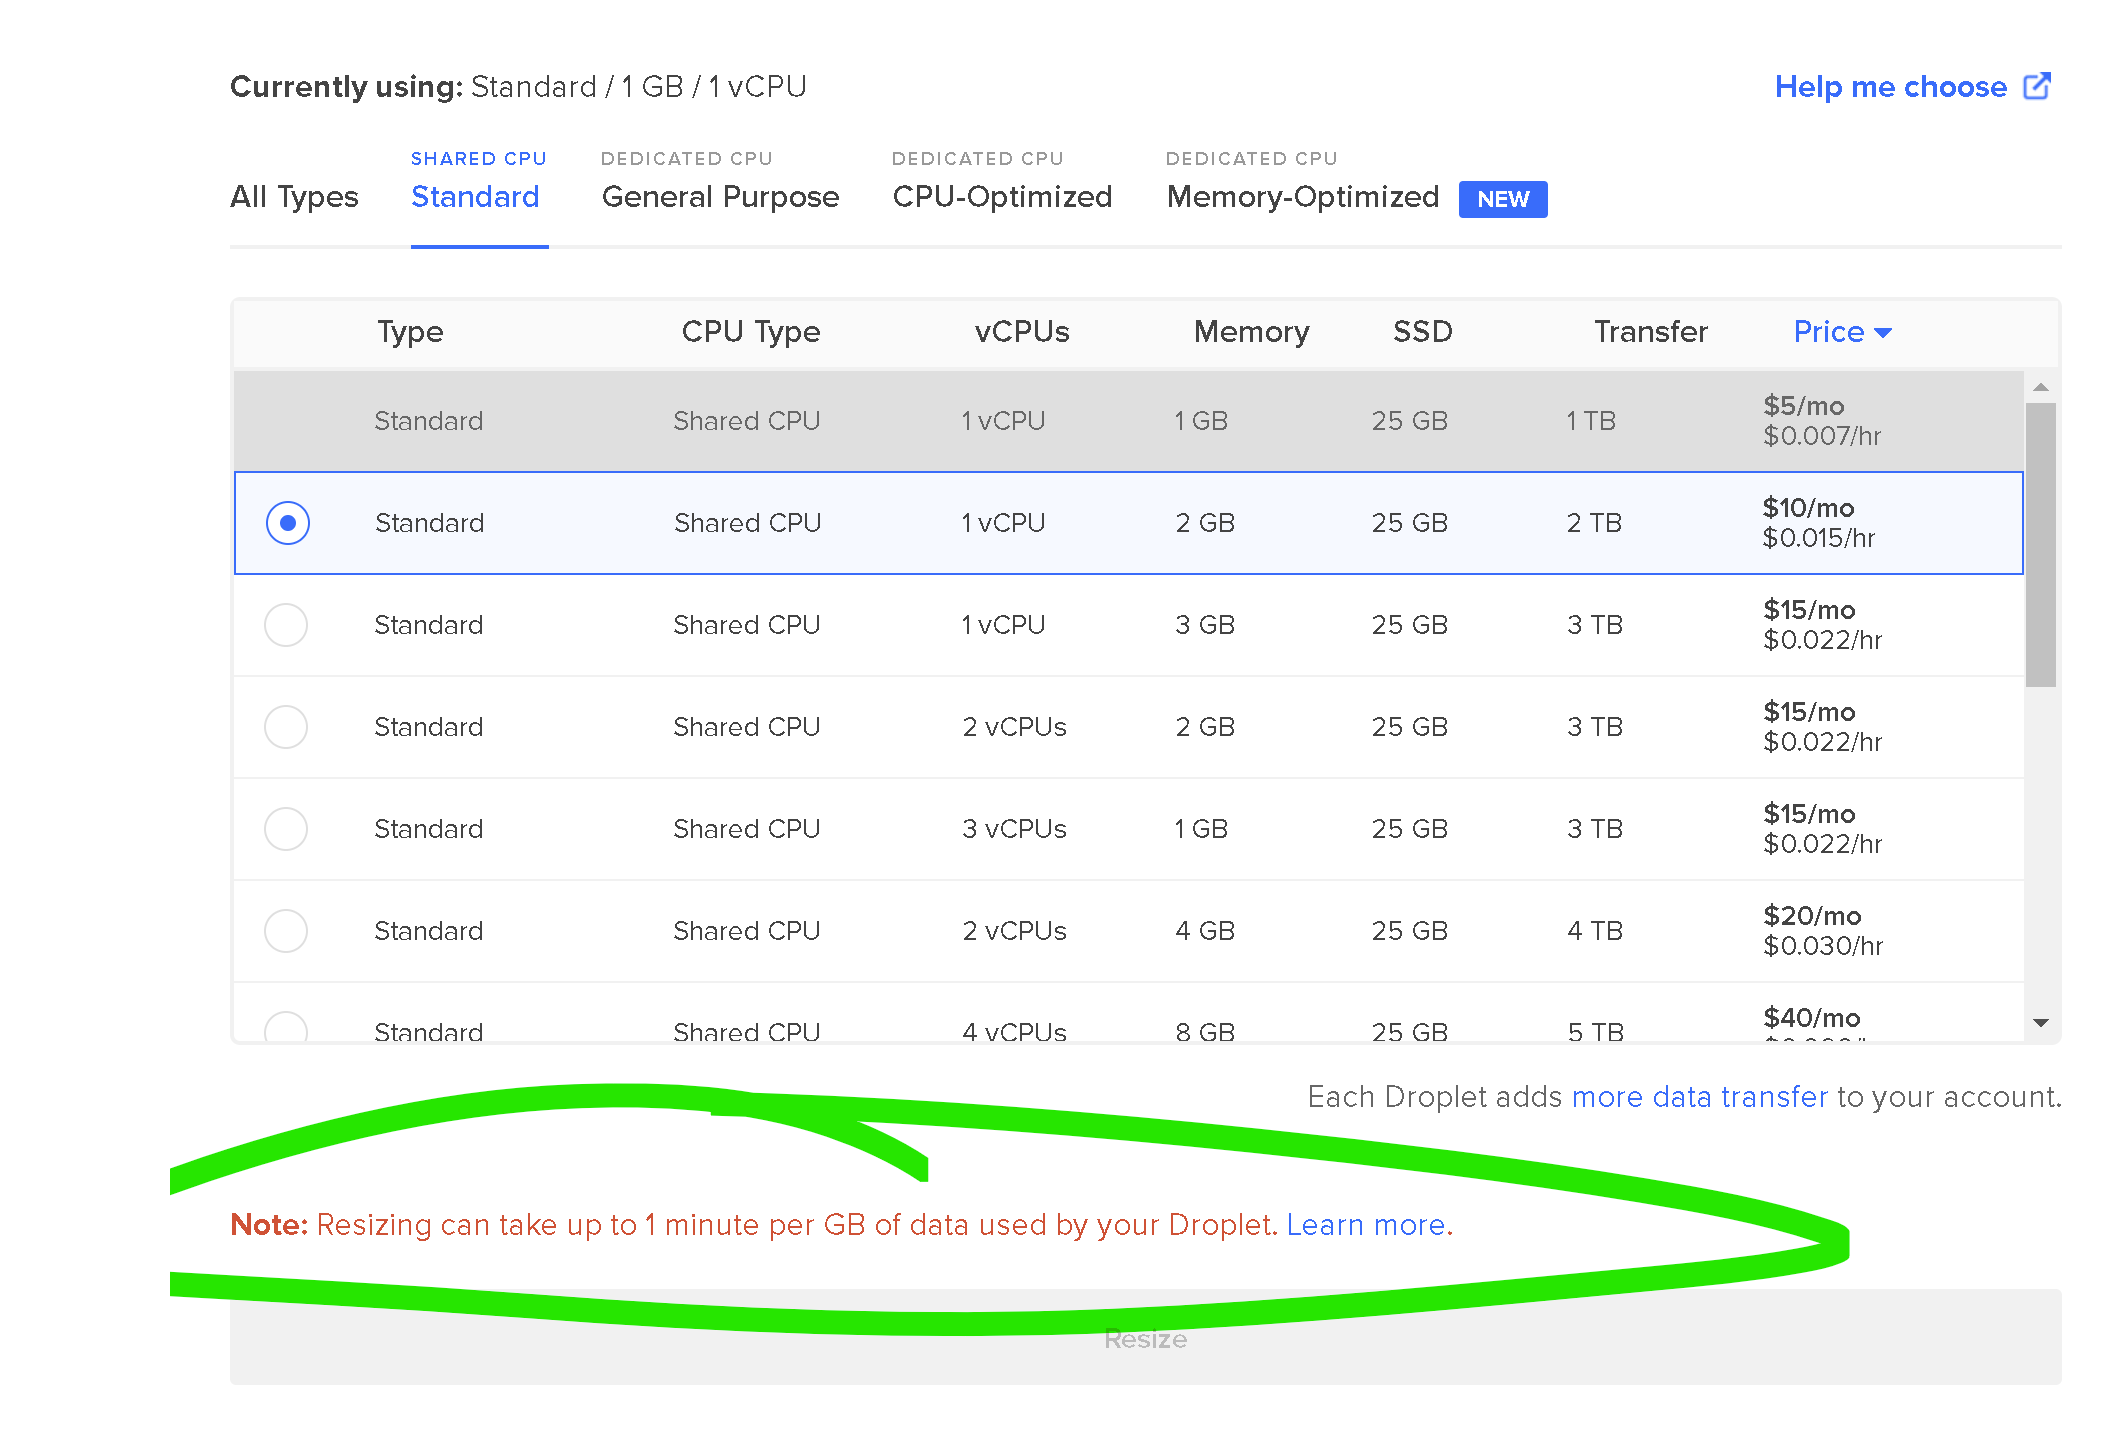 Currently using: Standard / 1 GB / 1 vCPU
Help me choose
SHARED CPU DEDICATED CPU DEDICATED CPU DEDICATED CPU
All Types Standard General Purpose CPU-Optimized Memory-Optimized NEW
Type CPU Type vCPUs Memory SSD Transfer Price
Standard Shared CPU 1 vCPU 1 GB 25 GB 1 TB $5/mo
$0.007/hr
Standard Shared CPU 1 vCPU 2 GB 25 GB 2 TB $10/mo
$0.015/hr
Standard Shared CPU 1 vCPU 3 GB 25 GB 3 TB $15/mo
$0.022/hr
Standard Shared CPU 2 vCPUs 2 GB 25 GB 3 TB $15/mo
$0.022/hr
Standard Shared CPU 3 vCPUs 1 GB 25 GB 3 TB $15/mo
$0.022/hr
Standard Shared CPU 2 vCPUs 4 GB 25 GB 4 TB $20/mo
$0.030/hr
Standard Shared CPU 4 vCPUs 8 GB 25 GB 5 TB $40/mo
Each Droplet adds more data transfer to your account.
Note: Resizing can take up to 1 minute per GB of data used by your Droplet. Learn more.
Resize